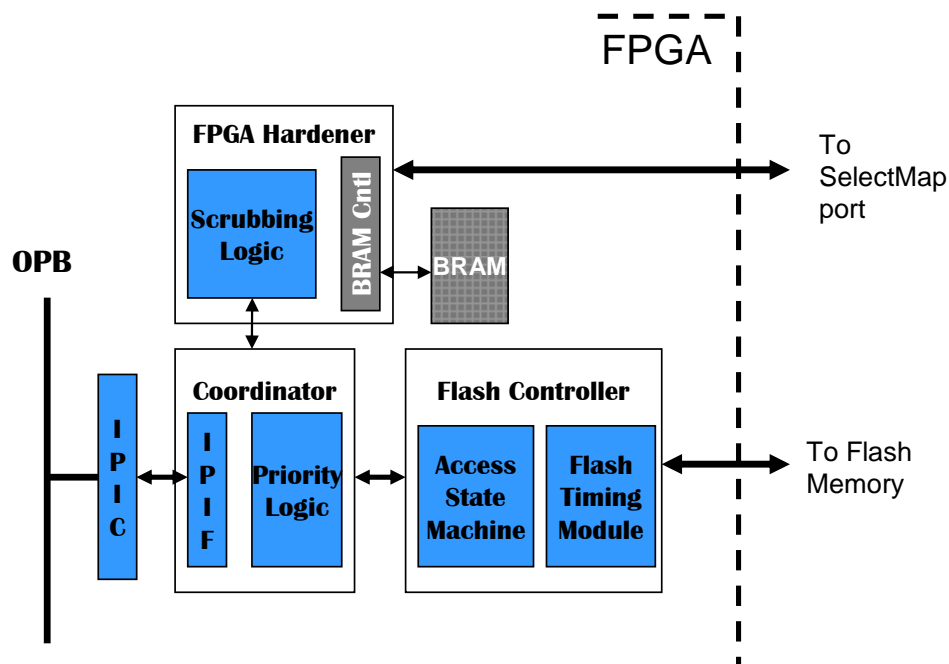 FPGA
FPGA Hardener
To
SelectMap
port
Scrubbing
Logic
BRAM Cntl
BRAM
OPB
Coordinator
Flash Controller
I
P
I
C
I
P
I
F
Priority
Logic
Access
State
Machine
Flash
Timing
Module
To Flash
Memory